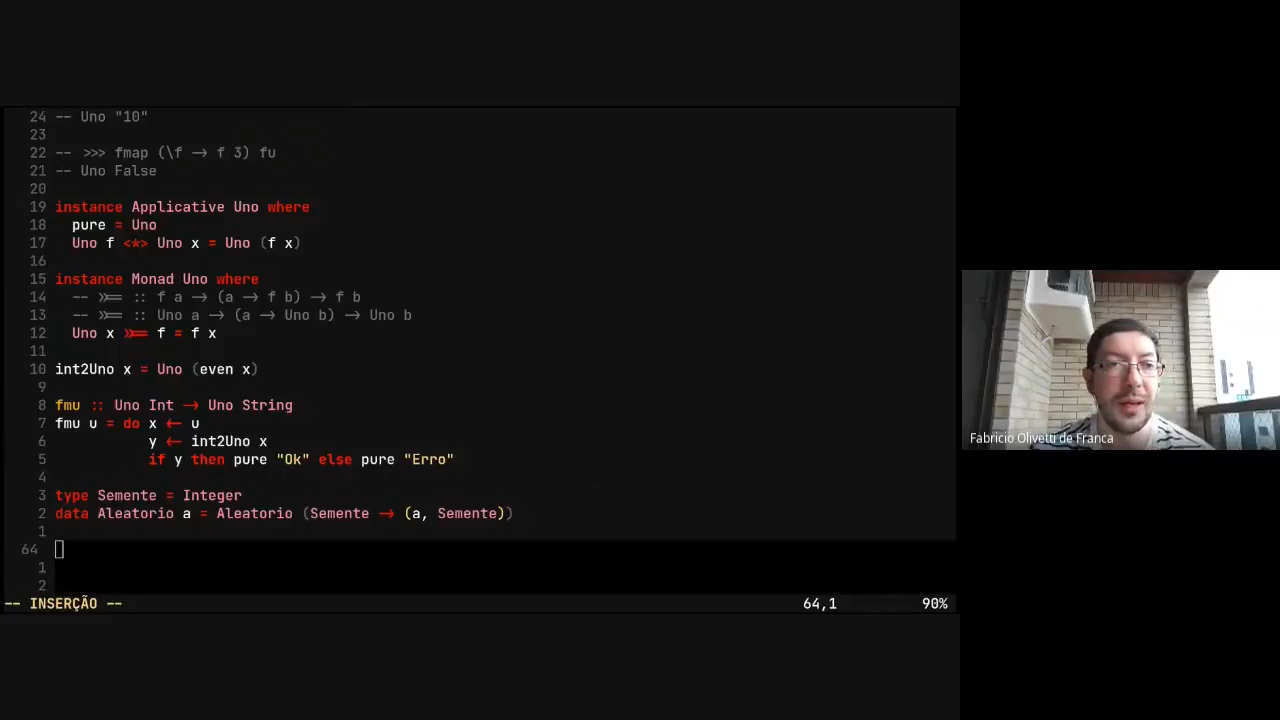 24 -- Uno "10"
23
22 -- >>> fmap (\f -> f 3) fu
21 -- Uno False
20
19 instance Applicative Uno where
18   pure = Uno
17   Uno f <*> Uno x = Uno (f x)
16
15 instance Monad Uno where
14   -- >>= :: f a -> (a -> f b) -> f b
13   -- >>= :: Uno a -> (a -> Uno b) -> Uno b
12   Uno x >>= f = f x
11
10 int2Uno x = Uno (even x)
9
8 fmu :: Uno Int -> Uno String
7 fmu u = do x <- u
6            y <- int2Uno x
5            if y then pure "Ok" else pure "Erro"
4
3 type Semente = Integer
2 data Aleatorio a = Aleatorio (Semente -> (a, Semente))
1
64
1
2
-- INSERÇÃO -- 64,1 90%
Fabricio Olivetti de Franca